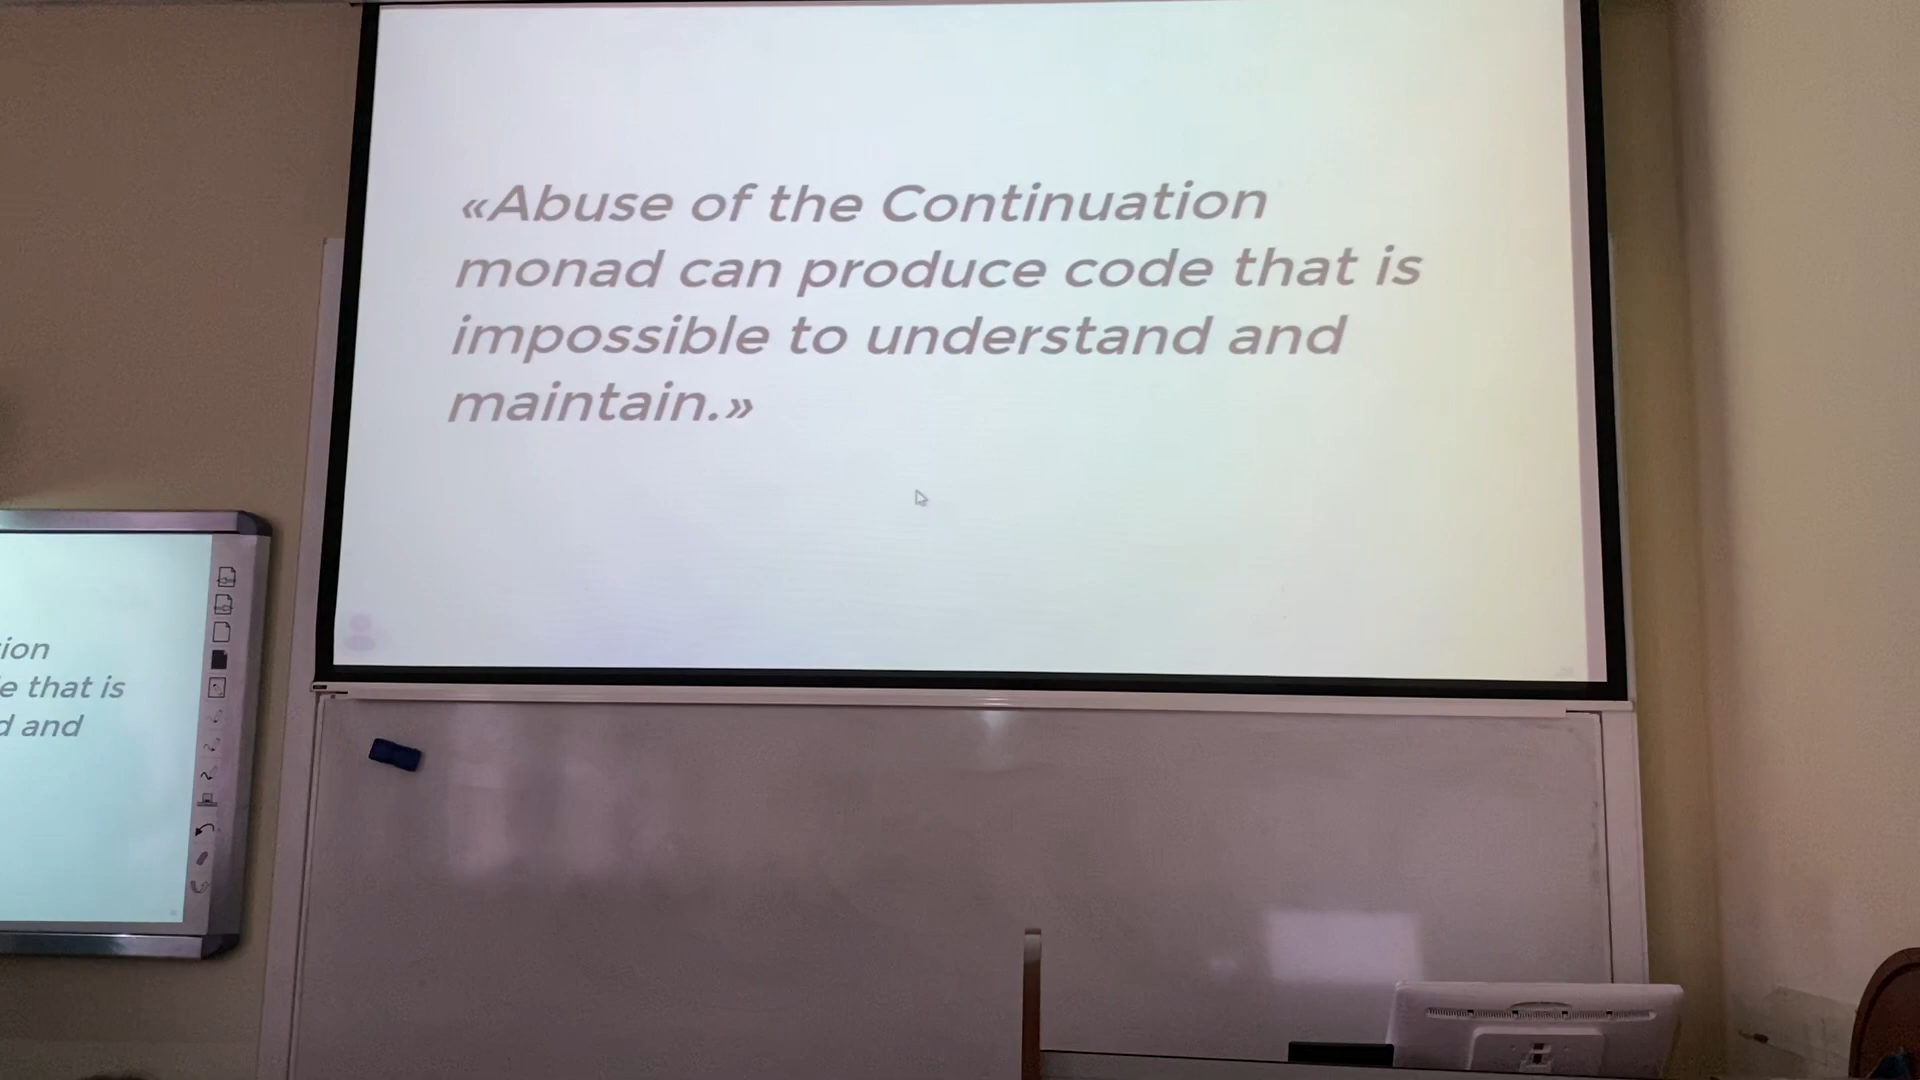 «Abuse of the Continuation
monad can produce code that is
impossible to understand and
maintain.»
ion
e that is
d and